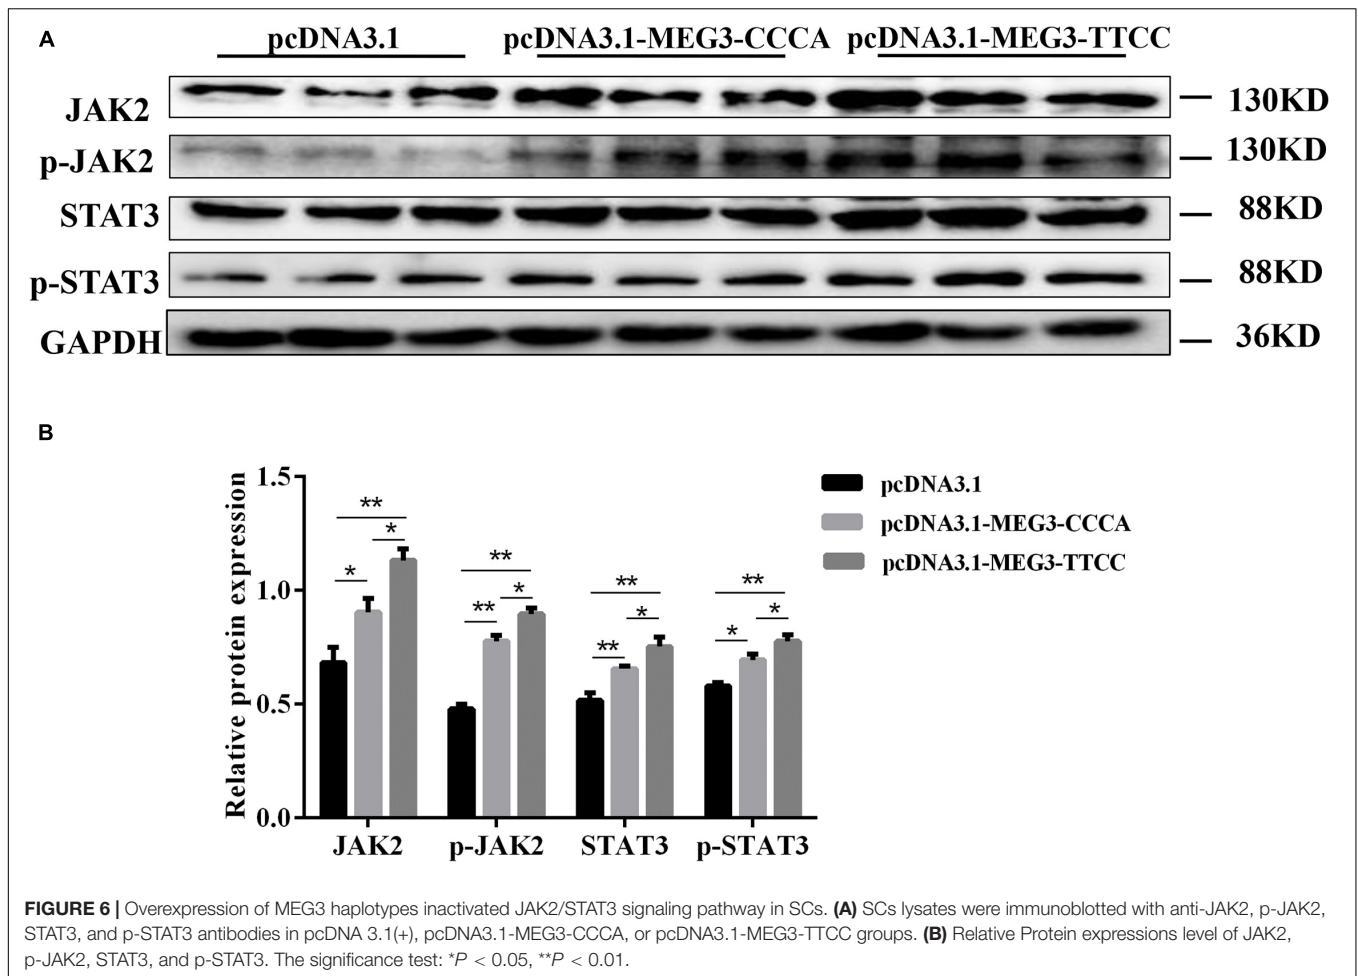 A
pcDNA3.1 pcDNA3.1-MEG3-CCCA pcDNA3.1-MEG3-TTCC
JAK2 130KD
p-JAK2 130KD
STAT3 88KD
p-STAT3 88KD
GAPDH 36KD
B
Relative protein expression
1.5
1.0
0.5
0.0
** * *
** ** *
** ** *
** * *
JAK2 p-JAK2 STAT3 p-STAT3
pcDNA3.1
pcDNA3.1-MEG3-CCCA
pcDNA3.1-MEG3-TTCC
FIGURE 6 | Overexpression of MEG3 haplotypes inactivated JAK2/STAT3 signaling pathway in SCs. (A) SCs lysates were immunoblotted with anti-JAK2, p-JAK2,
STAT3, and p-STAT3 antibodies in pcDNA 3.1(+), pcDNA3.1-MEG3-CCCA, or pcDNA3.1-MEG3-TTCC groups. (B) Relative Protein expressions level of JAK2,
p-JAK2, STAT3, and p-STAT3. The significance test: *P < 0.05, **P < 0.01.